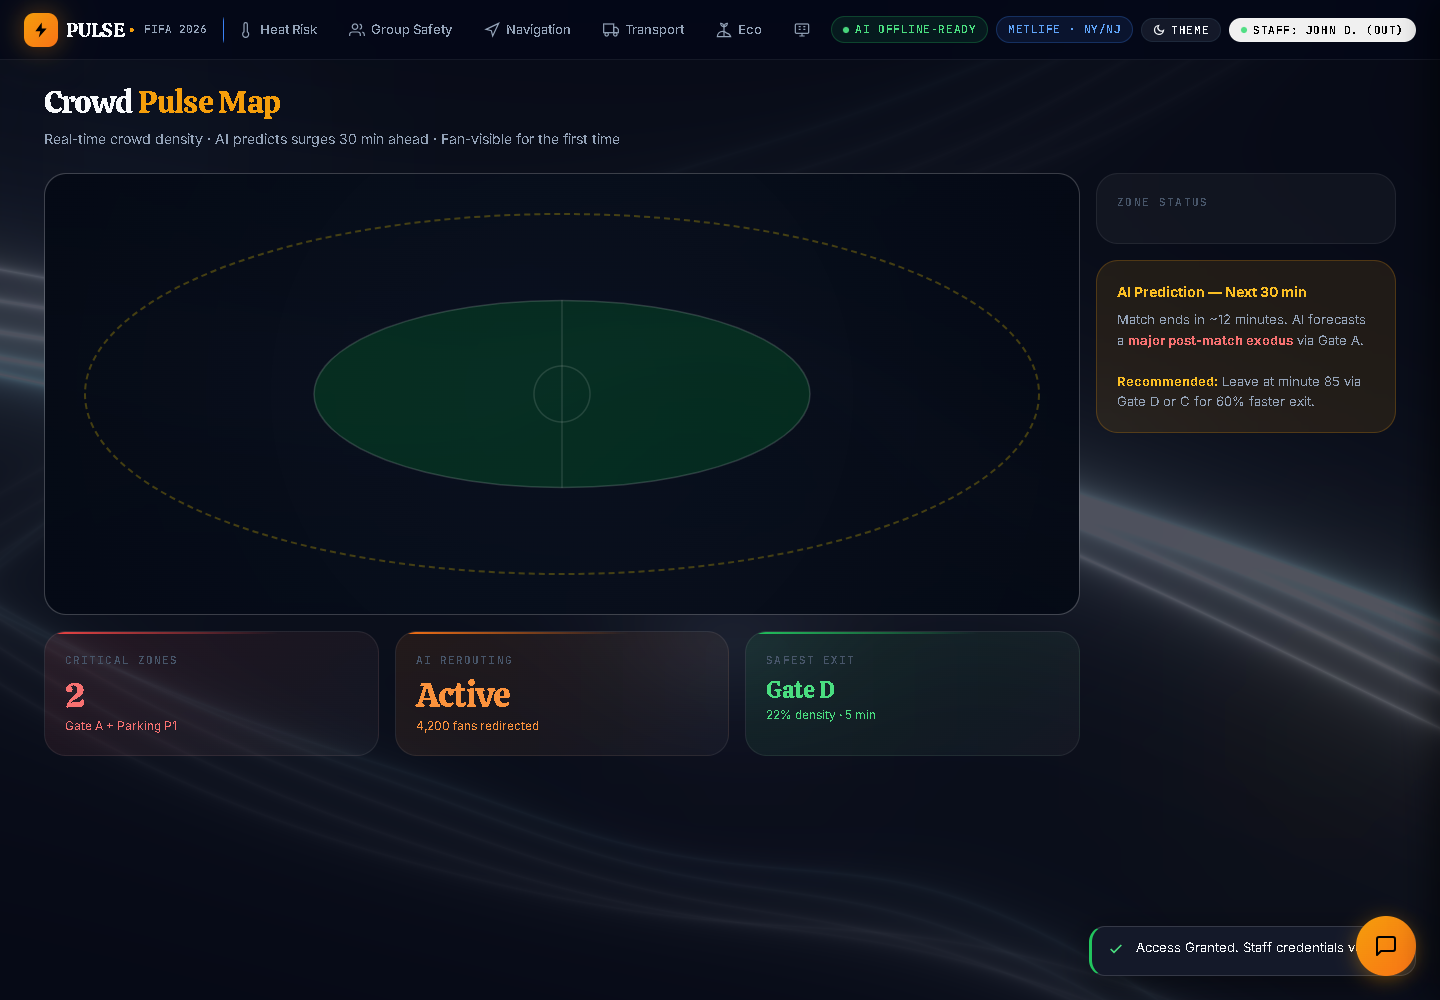 PULSE
FIFA 2026
Heat Risk
Group Safety
Navigation
Transport
Eco
AI OFFLINE-READY
METLIFE · NY/NJ
THEME
STAFF: JOHN D. (OUT)
Crowd Pulse Map
Real-time crowd density · AI predicts surges 30 min ahead · Fan-visible for the first time
ZONE STATUS
AI Prediction — Next 30 min
Match ends in ~12 minutes. AI forecasts
a major post-match exodus via Gate A.
Recommended: Leave at minute 85 via
Gate D or C for 60% faster exit.
CRITICAL ZONES
2
Gate A + Parking P1
AI REROUTING
Active
4,200 fans redirected
SAFEST EXIT
Gate D
22% density · 5 min
Access Granted. Staff credentials